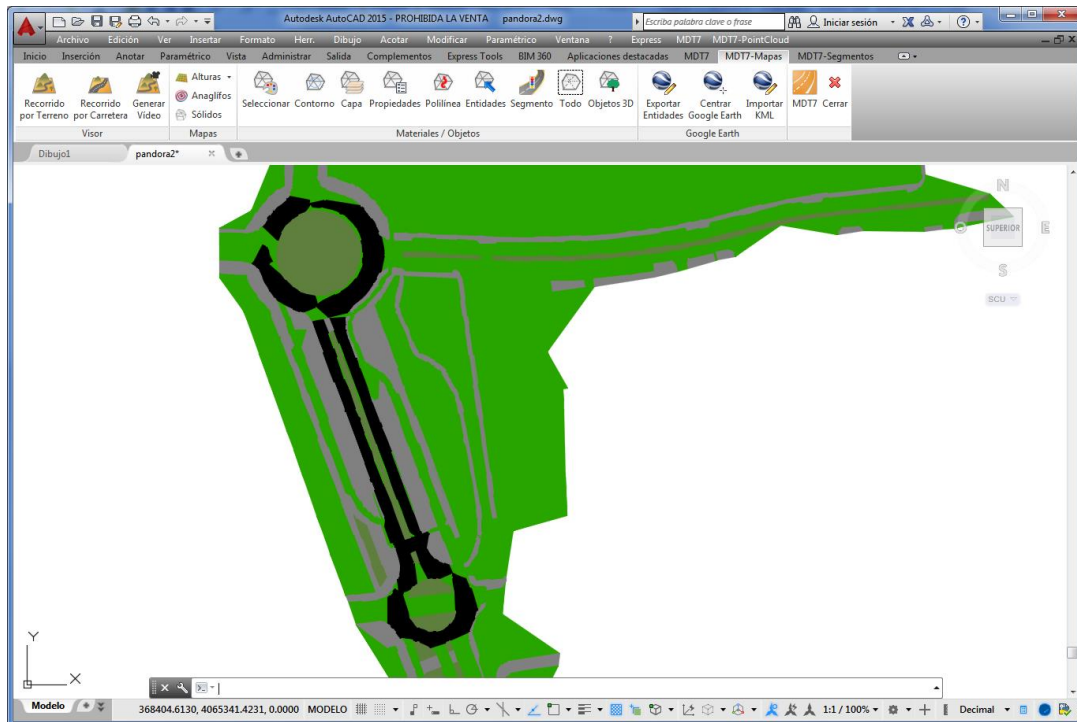 Autodesk AutoCAD 2015 - PROHIBIDA LA VENTA pandora2.dwg Escriba palabra clave o frase Iniciar sesión
Archivo Edición Ver Insertar Formato Herr. Dibujo Acotar Modificar Paramétrico Ventana ? Express MDT7 MDT7-PointCloud
Inicio Inserción Anotar Paramétrico Vista Administrar Salida Complementos Express Tools BIM 360 Aplicaciones destacadas MDT7 MDT7-Mapas MDT7-Segmentos
Alturas
Anaglifos
Sólidos
Recorrido por Terreno
Recorrido por Carretera
Generar Vídeo
Seleccionar Contorno Capa Propiedades Polilínea Entidades Segmento Todo Objetos 3D
Exportar Entidades
Centrar Google Earth
Importar KML
MDT7 Cerrar
Visor Mapas Materiales / Objetos Google Earth
Dibujo1 pandora2*
N
SUPERIOR
E
O
S
SCU
Y
X
Modelo 368404.6130, 4065341.4231, 0.0000 MODELO 1:1 / 100% Decimal